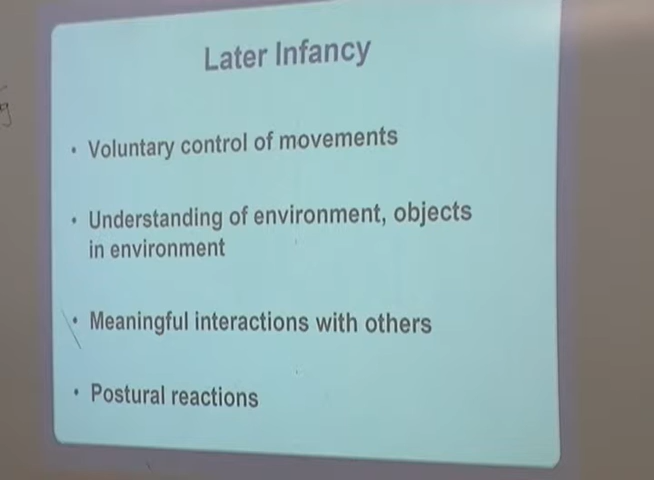 Later Infancy
• Voluntary control of movements
• Understanding of environment, objects
in environment
• Meaningful interactions with others
• Postural reactions